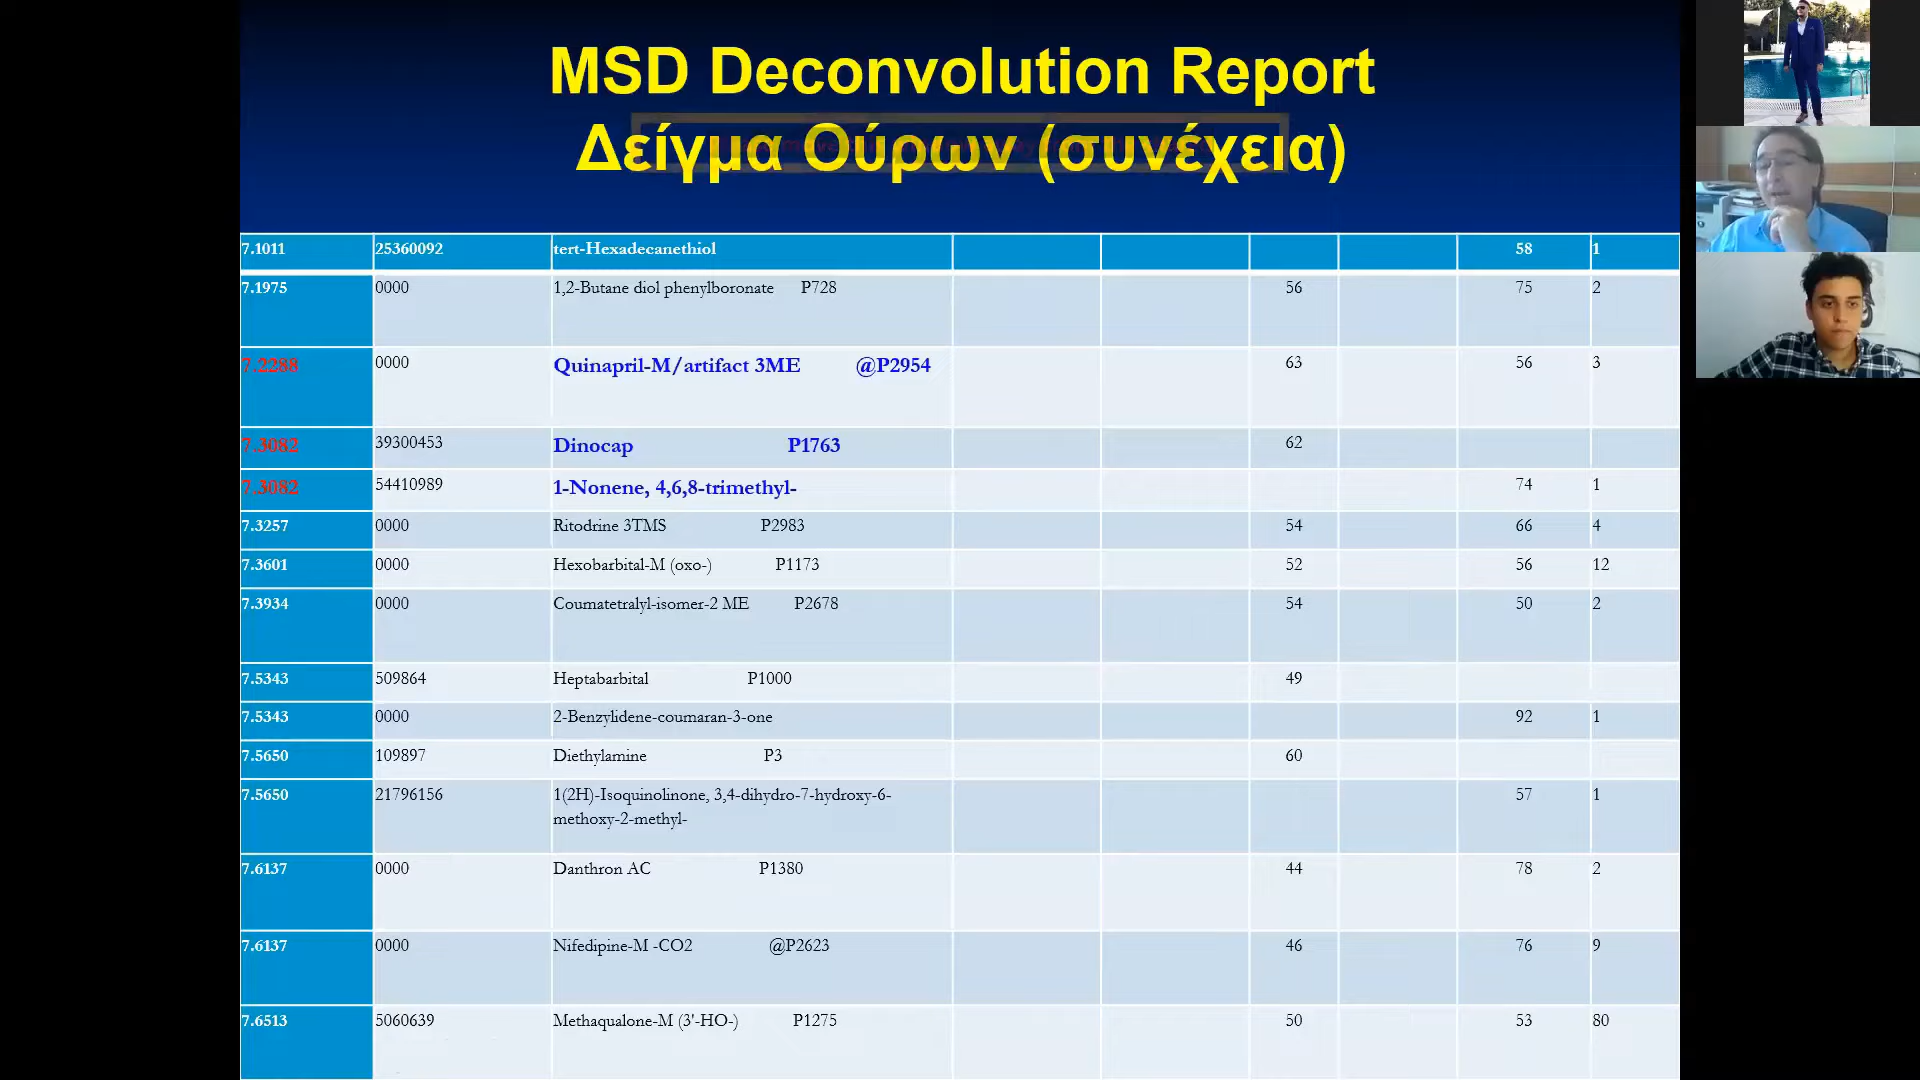 MSD Deconvolution Report
Δείγμα Ούρων (συνέχεια)
7.1011 25360092 tert-Hexadecanethiol 58 1
7.1975 0000 1,2-Butane diol phenylboronate P728 56 75 2
7.2288 0000 Quinapril-M/artifact 3ME @P2954 63 56 3
7.3082 39300453 Dinocap P1763 62
7.3082 54410989 1-Nonene, 4,6,8-trimethyl- 74 1
7.3257 0000 Ritodrine 3TMS P2983 54 66 4
7.3601 0000 Hexobarbital-M (oxo-) P1173 52 56 12
7.3934 0000 Coumatetralyl-isomer-2 ME P2678 54 50 2
7.5343 509864 Heptabarbital P1000 49
7.5343 0000 2-Benzylidene-coumaran-3-one 92 1
7.5650 109897 Diethylamine P3 60
7.5650 21796156 1(2H)-Isoquinolinone, 3,4-dihydro-7-hydroxy-6- 57 1
methoxy-2-methyl-
7.6137 0000 Danthron AC P1380 44 78 2
7.6137 0000 Nifedipine-M -CO2 @P2623 46 76 9
7.6513 5060639 Methaqualone-M (3'-HO-) P1275 50 53 80